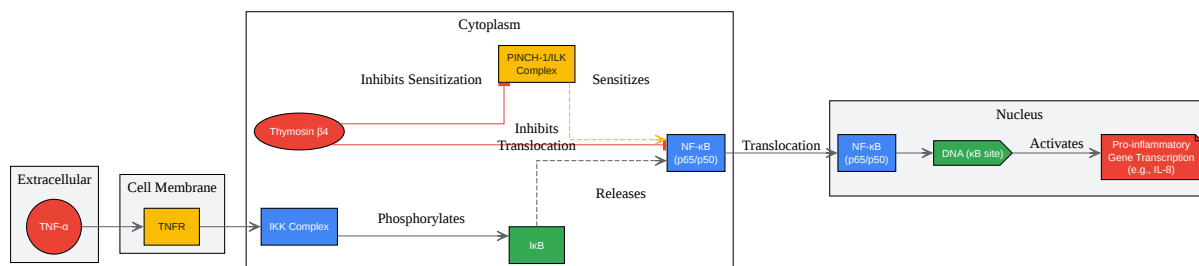 Extracellular
TNF-α
Cell Membrane
TNFR
Cytoplasm
PINCH-1/ILK
Complex
Inhibits Sensitization
Sensitizes
Thymosin β4
Inhibits
Translocation
NF-κB
(p65/p50)
Releases
IKK Complex
Phosphorylates
IκB
Translocation
Nucleus
NF-κB
(p65/p50)
DNA (κB site)
Activates
Pro-inflammatory
Gene Transcription
(e.g., IL-8)